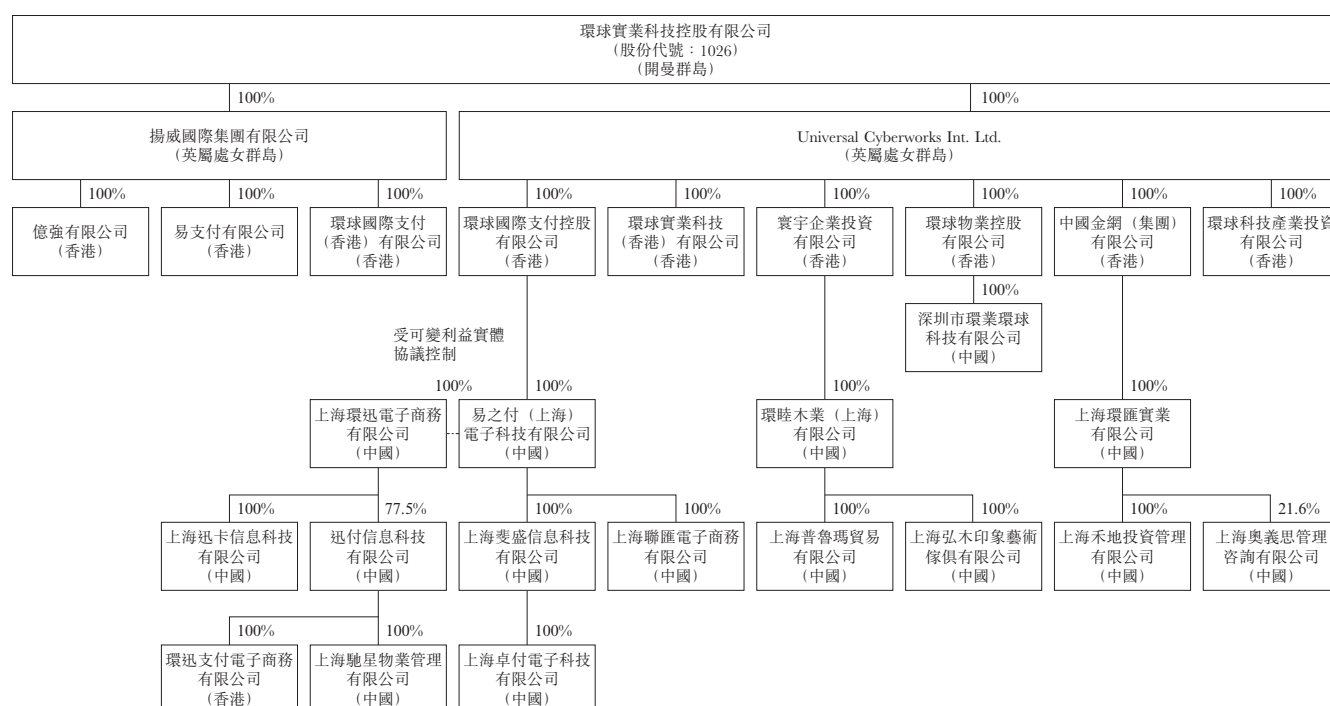 環球實業科技控股有限公司
(股份代號：1026)
(開曼群島)
100%
100%
揚威國際集團有限公司
(英屬處女群島)
Universal Cyberworks Int. Ltd.
(英屬處女群島)
100%
100%
100%
100%
100%
100%
100%
100%
100%
億強有限公司
(香港)
易支付有限公司
(香港)
環球國際支付
(香港) 有限公司
(香港)
環球國際支付控股
有限公司
(香港)
環球實業科技
(香港) 有限公司
(香港)
寰宇企業投資
有限公司
(香港)
環球物業控股
有限公司
(香港)
中國金網 (集團)
有限公司
(香港)
環球科技產業投資
有限公司
(香港)
100%
深圳市環業環球
科技有限公司
(中國)
受可變利益實體
協議控制
100%
100%
100%
100%
上海環迅電子商務
有限公司
(中國)
易之付 (上海)
電子科技有限公司
(中國)
環睦木業 (上海)
有限公司
(中國)
上海環匯實業
有限公司
(中國)
100%
77.5%
100%
100%
100%
100%
100%
21.6%
上海迅卡信息科技
有限公司
(中國)
迅付信息科技
有限公司
(中國)
上海斐盛信息科技
有限公司
(中國)
上海聯匯電子商務
有限公司
(中國)
上海普魯瑪貿易
有限公司
(中國)
上海弘木印象藝術
傢俱有限公司
(中國)
上海禾地投資管理
有限公司
(中國)
上海奧義思管理
咨詢有限公司
(中國)
100%
100%
100%
環迅支付電子商務
有限公司
(香港)
上海馳星物業管理
有限公司
(中國)
上海卓付電子科技
有限公司
(中國)